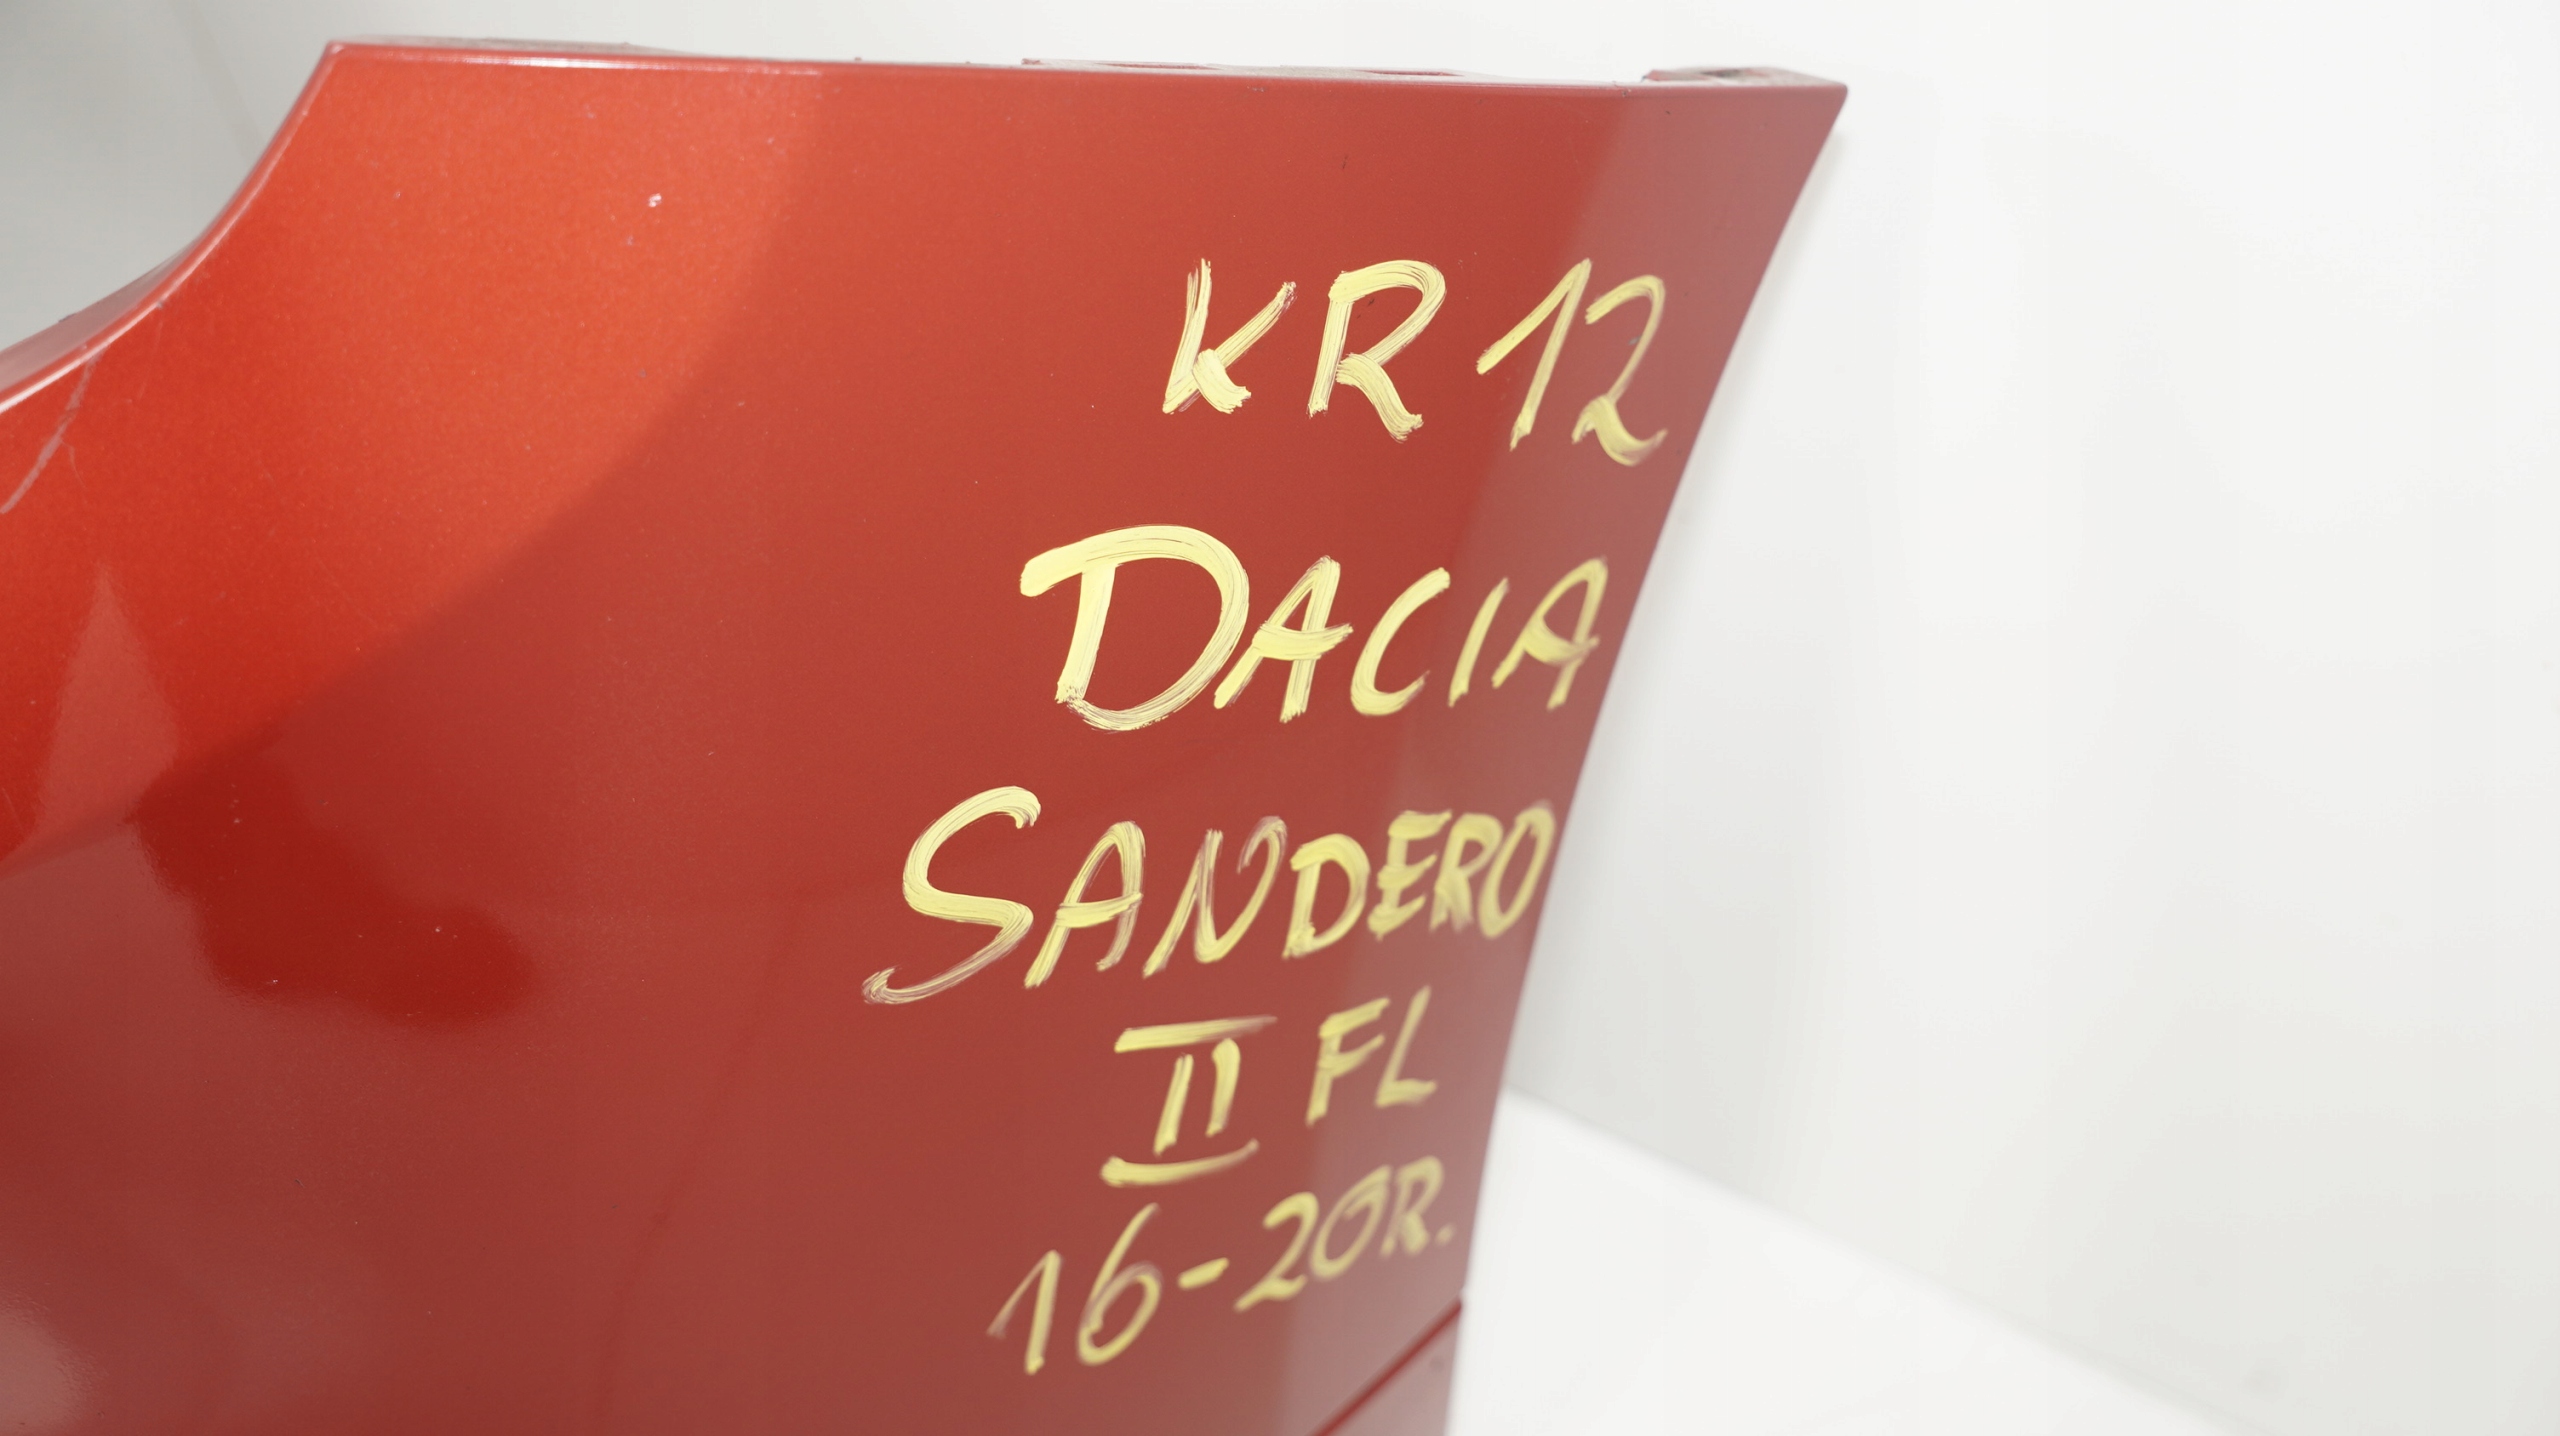 KR 12
DACIA
SANDERO
II FL
16-20R.